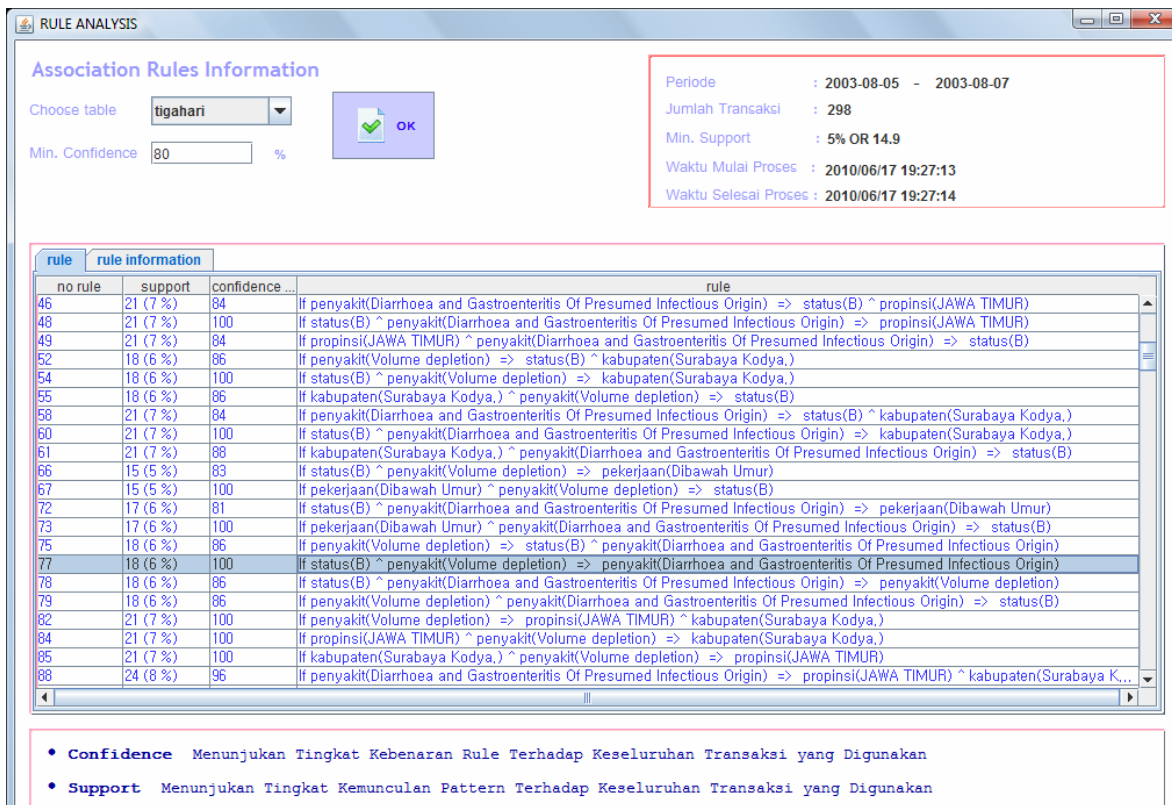 RULE ANALYSIS
Association Rules Information
Choose table tigahari
OK
Min. Confidence 80 %
Periode : 2003-08-05 - 2003-08-07
Jumlah Transaksi : 298
Min. Support : 5% OR 14.9
Waktu Mulai Proses : 2010/06/17 19:27:13
Waktu Selesai Proses : 2010/06/17 19:27:14
rule rule information
no rule support confidence ... rule
46 21 (7 %) 84 If penyakit(Diarrhoea and Gastroenteritis Of Presumed Infectious Origin) => status(B) ^ propinsi(JAWA TIMUR)
48 21 (7 %) 100 If status(B) ^ penyakit(Diarrhoea and Gastroenteritis Of Presumed Infectious Origin) => propinsi(JAWA TIMUR)
49 21 (7 %) 84 If propinsi(JAWA TIMUR) ^ penyakit(Diarrhoea and Gastroenteritis Of Presumed Infectious Origin) => status(B)
52 18 (6 %) 86 If penyakit(Volume depletion) => status(B) ^ kabupaten(Surabaya Kodya,)
54 18 (6 %) 100 If status(B) ^ penyakit(Volume depletion) => kabupaten(Surabaya Kodya,)
55 18 (6 %) 86 If kabupaten(Surabaya Kodya,) ^ penyakit(Volume depletion) => status(B)
58 21 (7 %) 84 If penyakit(Diarrhoea and Gastroenteritis Of Presumed Infectious Origin) => status(B) ^ kabupaten(Surabaya Kodya,)
60 21 (7 %) 100 If status(B) ^ penyakit(Diarrhoea and Gastroenteritis Of Presumed Infectious Origin) => kabupaten(Surabaya Kodya,)
61 21 (7 %) 88 If kabupaten(Surabaya Kodya,) ^ penyakit(Diarrhoea and Gastroenteritis Of Presumed Infectious Origin) => status(B)
66 15 (5 %) 83 If status(B) ^ penyakit(Volume depletion) => pekerjaan(Dibawah Umur)
67 15 (5 %) 100 If pekerjaan(Dibawah Umur) ^ penyakit(Volume depletion) => status(B)
72 17 (6 %) 81 If status(B) ^ penyakit(Diarrhoea and Gastroenteritis Of Presumed Infectious Origin) => pekerjaan(Dibawah Umur)
73 17 (6 %) 100 If pekerjaan(Dibawah Umur) ^ penyakit(Diarrhoea and Gastroenteritis Of Presumed Infectious Origin) => status(B)
75 18 (6 %) 86 If penyakit(Volume depletion) => status(B) ^ penyakit(Diarrhoea and Gastroenteritis Of Presumed Infectious Origin)
77 18 (6 %) 100 If status(B) ^ penyakit(Volume depletion) => penyakit(Diarrhoea and Gastroenteritis Of Presumed Infectious Origin)
78 18 (6 %) 86 If status(B) ^ penyakit(Diarrhoea and Gastroenteritis Of Presumed Infectious Origin) => penyakit(Volume depletion)
79 18 (6 %) 86 If penyakit(Volume depletion) ^ penyakit(Diarrhoea and Gastroenteritis Of Presumed Infectious Origin) => status(B)
82 21 (7 %) 100 If penyakit(Volume depletion) => propinsi(JAWA TIMUR) ^ kabupaten(Surabaya Kodya,)
84 21 (7 %) 100 If propinsi(JAWA TIMUR) ^ penyakit(Volume depletion) => kabupaten(Surabaya Kodya,)
85 21 (7 %) 100 If kabupaten(Surabaya Kodya,) ^ penyakit(Volume depletion) => propinsi(JAWA TIMUR)
88 24 (8 %) 96 If penyakit(Diarrhoea and Gastroenteritis Of Presumed Infectious Origin) => propinsi(JAWA TIMUR) ^ kabupaten(Surabaya K...
• Confidence Menunjukan Tingkat Kebenaran Rule Terhadap Keseluruhan Transaksi yang Digunakan
• Support Menunjukan Tingkat Kemunculan Pattern Terhadap Keseluruhan Transaksi yang Digunakan